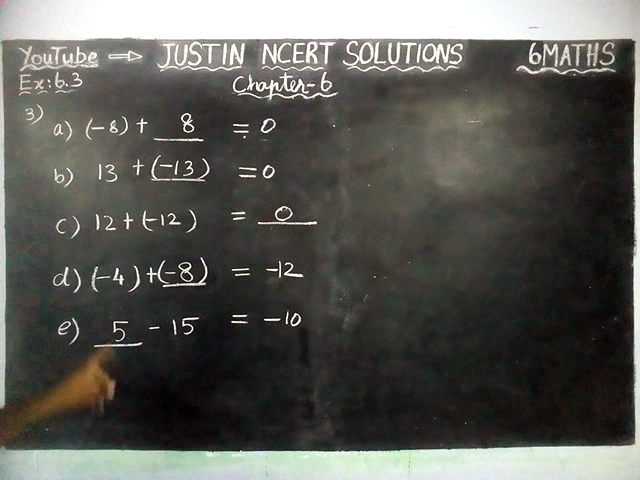 YouTube ⇒ JUSTIN NCERT SOLUTIONS 6MATHS
Ex:6.3 Chapter-6
3)
a) (-8) + 8 = 0
b) 13 + (-13) = 0
c) 12 + (-12) = 0
d) (-4) + (-8) = -12
e) 5 - 15 = -10